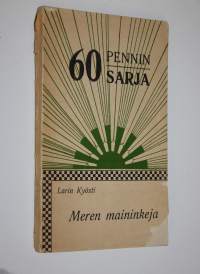 60 PENNIN
SARJA
Larin Kyösti
Meren maininkeja